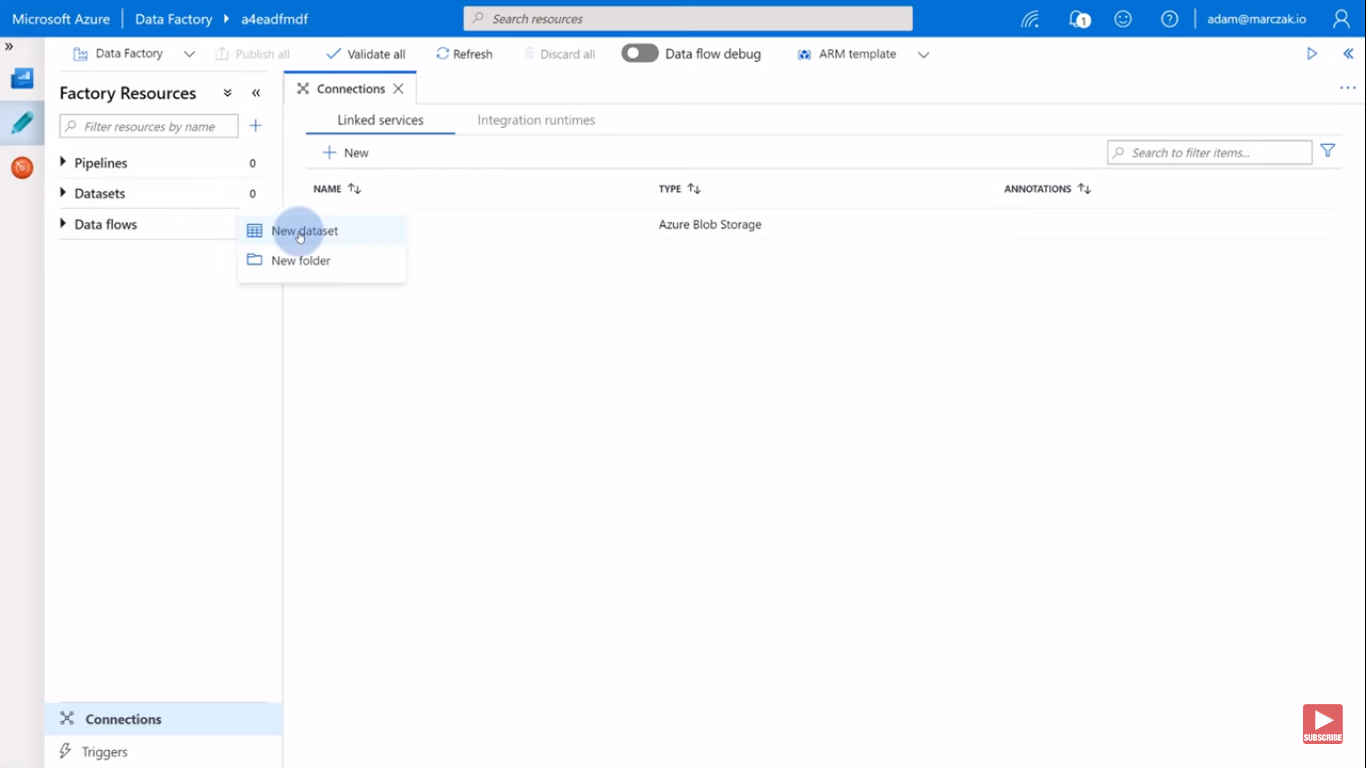 Microsoft Azure Data Factory a4eadfmdf Search resources 1 adam@marczak.io
Data Factory Publish all Validate all Refresh Discard all Data flow debug ARM template
Factory Resources
Connections
Filter resources by name
Linked services Integration runtimes
Pipelines 0
New Search to filter items...
Datasets 0
NAME TYPE ANNOTATIONS
Data flows
Azure Blob Storage
New dataset
New folder
Connections
Triggers
SUBSCRIBE